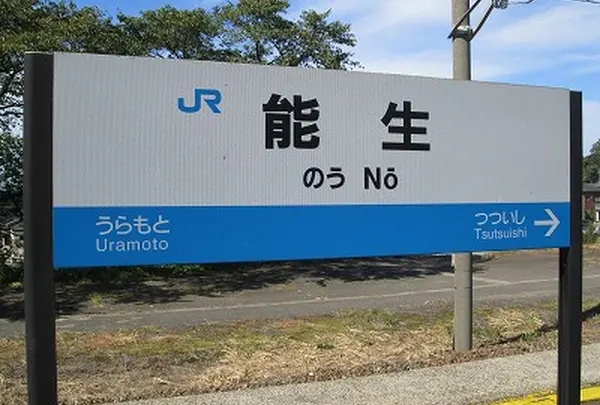 JR
能生
のう Nō
うらもと つついし →
Uramoto Tsutsuishi